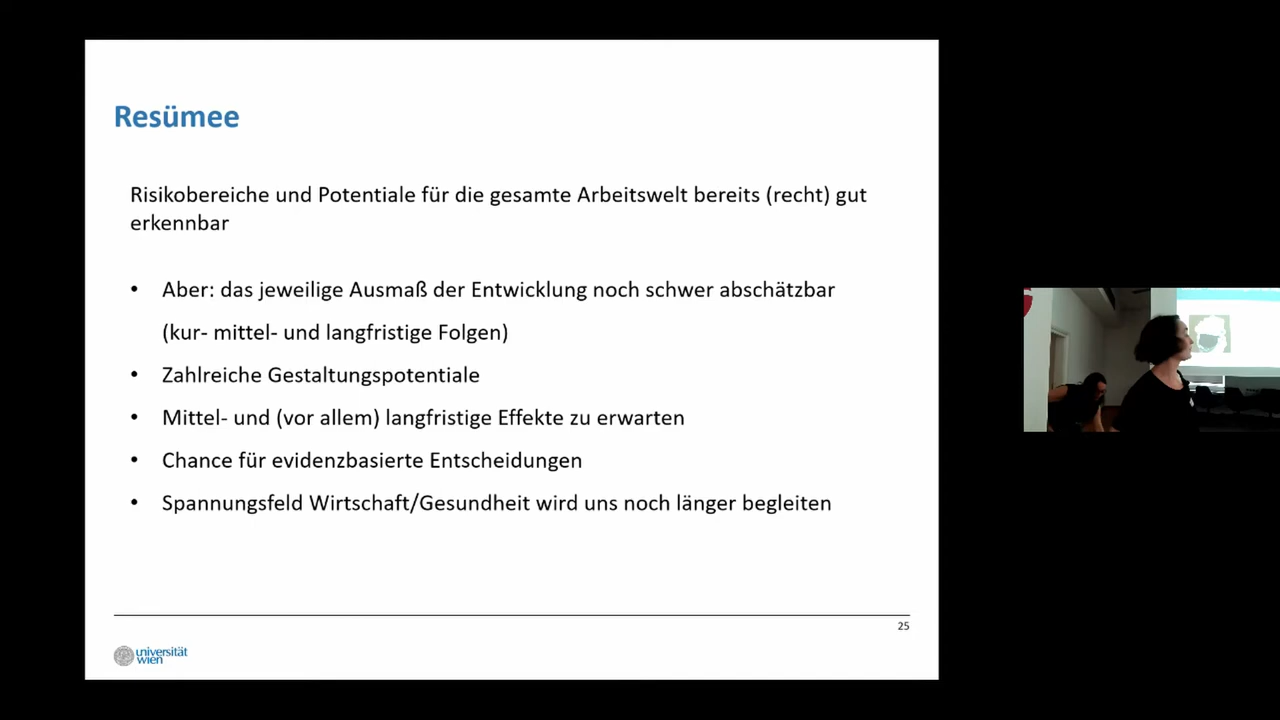 Resümee
Risikobereiche und Potentiale für die gesamte Arbeitswelt bereits (recht) gut
erkennbar
• Aber: das jeweilige Ausmaß der Entwicklung noch schwer abschätzbar
(kur- mittel- und langfristige Folgen)
• Zahlreiche Gestaltungspotentiale
• Mittel- und (vor allem) langfristige Effekte zu erwarten
• Chance für evidenzbasierte Entscheidungen
• Spannungsfeld Wirtschaft/Gesundheit wird uns noch länger begleiten
25
universität
wien